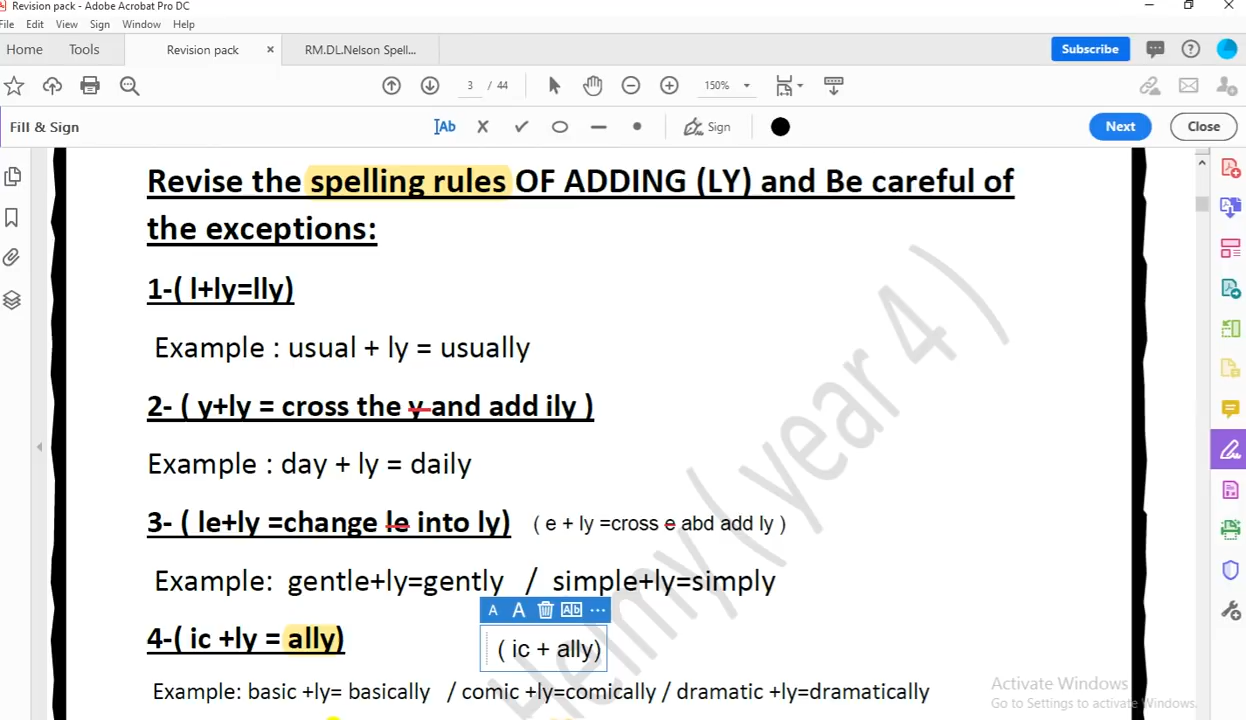 Revision pack - Adobe Acrobat Pro DC
File Edit View Sign Window Help
Home Tools Revision pack × RM.DL.Nelson Spell... Subscribe
3 / 44 150%
Fill & Sign Ab Sign Next Close
Revise the spelling rules OF ADDING (LY) and Be careful of
the exceptions:
1-( l+ly=lly)
Example : usual + ly = usually
2- ( y+ly = cross the y and add ily )
Example : day + ly = daily
3- ( le+ly =change le into ly) ( e + ly =cross e abd add ly )
Example: gentle+ly=gently / simple+ly=simply
A A Ab ...
4-( ic +ly = ally) ( ic + ally)
Example: basic +ly= basically / comic +ly=comically / dramatic +ly=dramatically
Helmy ( year 4 )
Activate Windows
Go to Settings to activate Windows.